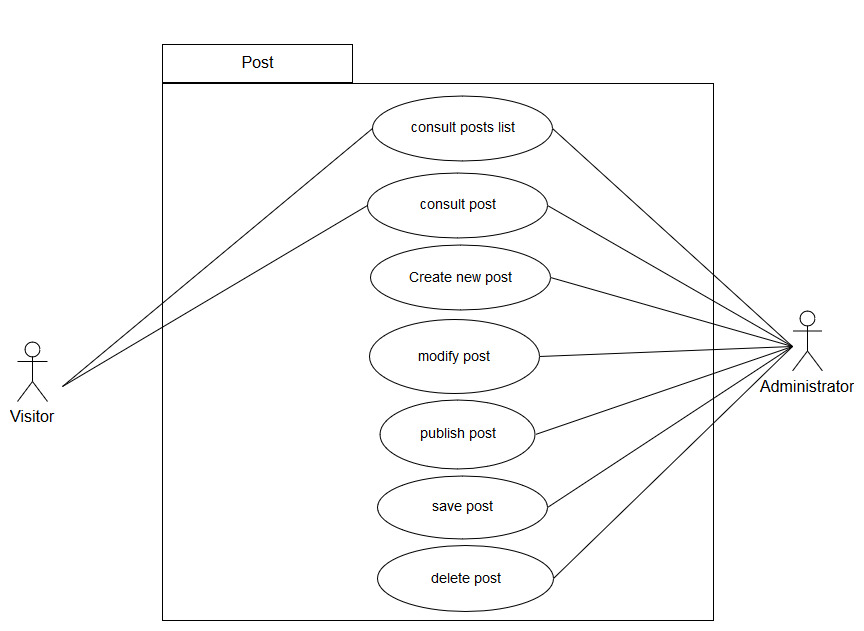 Post
consult posts list
consult post
Create new post
modify post
publish post
save post
delete post
Visitor
Administrator